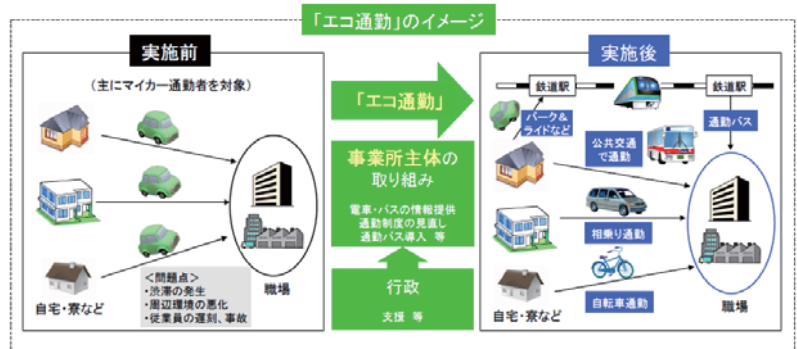 「エコ通勤」のイメージ
実施前
(主にマイカー通勤者を対象)
<問題点>
・渋滞の発生
・周辺環境の悪化
・従業員の遅刻、事故
自宅・寮など
職場
「エコ通勤」
事業所主体の
取り組み
電車・バスの情報提供
通勤制度の見直し
通勤バス導入 等
行政
支援 等
実施後
鉄道駅
鉄道駅
パーク&
ライドなど
公共交通
で通勤
通勤バス
相乗り通勤
自転車通勤
自宅・寮など
職場